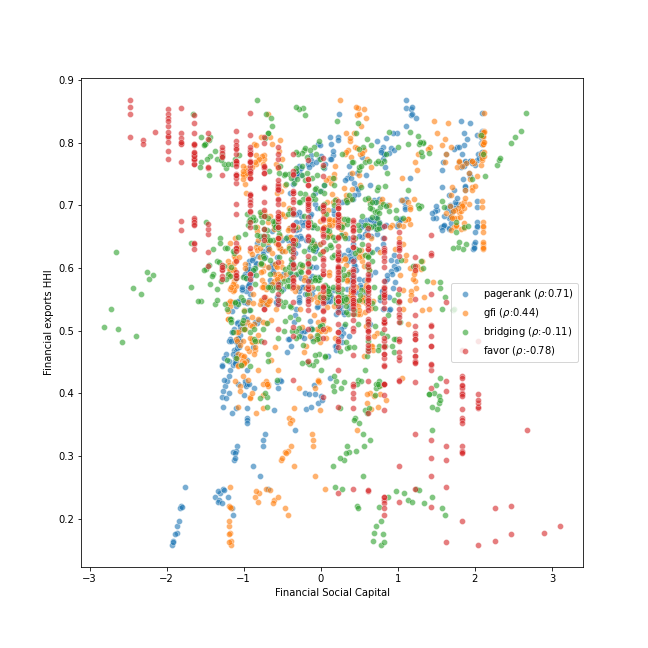 0.9
0.8
0.7
0.6
0.5
0.4
0.3
0.2
Financial exports HHI
pagerank (ρ:0.71)
gfi (ρ:0.44)
bridging (ρ:-0.11)
favor (ρ:-0.78)
−3 −2 −1 0 1 2 3
Financial Social Capital